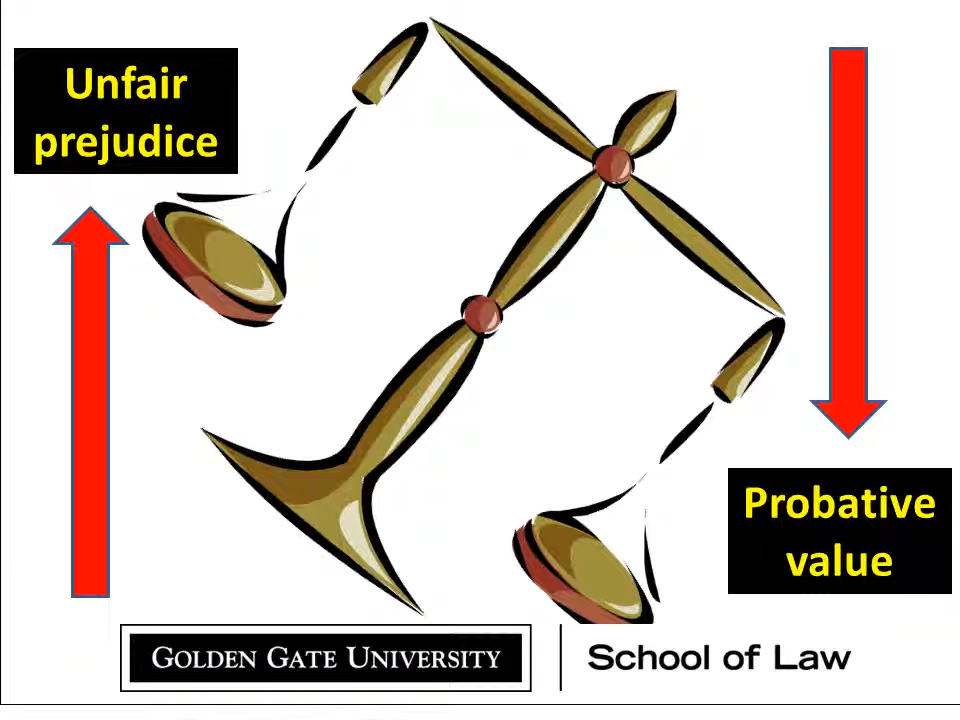 Unfair
prejudice
Probative
value
GOLDEN GATE UNIVERSITY
School of Law